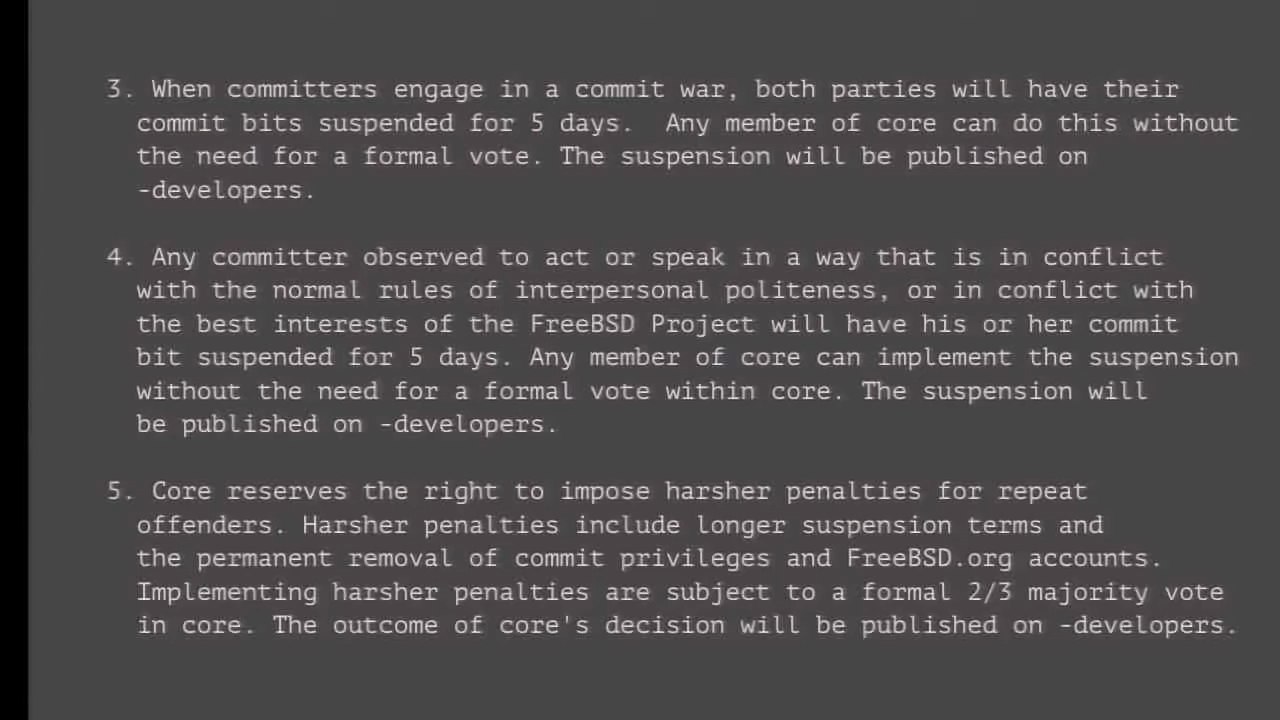 3. When committers engage in a commit war, both parties will have their
commit bits suspended for 5 days.  Any member of core can do this without
the need for a formal vote. The suspension will be published on
-developers.
4. Any committer observed to act or speak in a way that is in conflict
with the normal rules of interpersonal politeness, or in conflict with
the best interests of the FreeBSD Project will have his or her commit
bit suspended for 5 days. Any member of core can implement the suspension
without the need for a formal vote within core. The suspension will
be published on -developers.
5. Core reserves the right to impose harsher penalties for repeat
offenders. Harsher penalties include longer suspension terms and
the permanent removal of commit privileges and FreeBSD.org accounts.
Implementing harsher penalties are subject to a formal 2/3 majority vote
in core. The outcome of core's decision will be published on -developers.